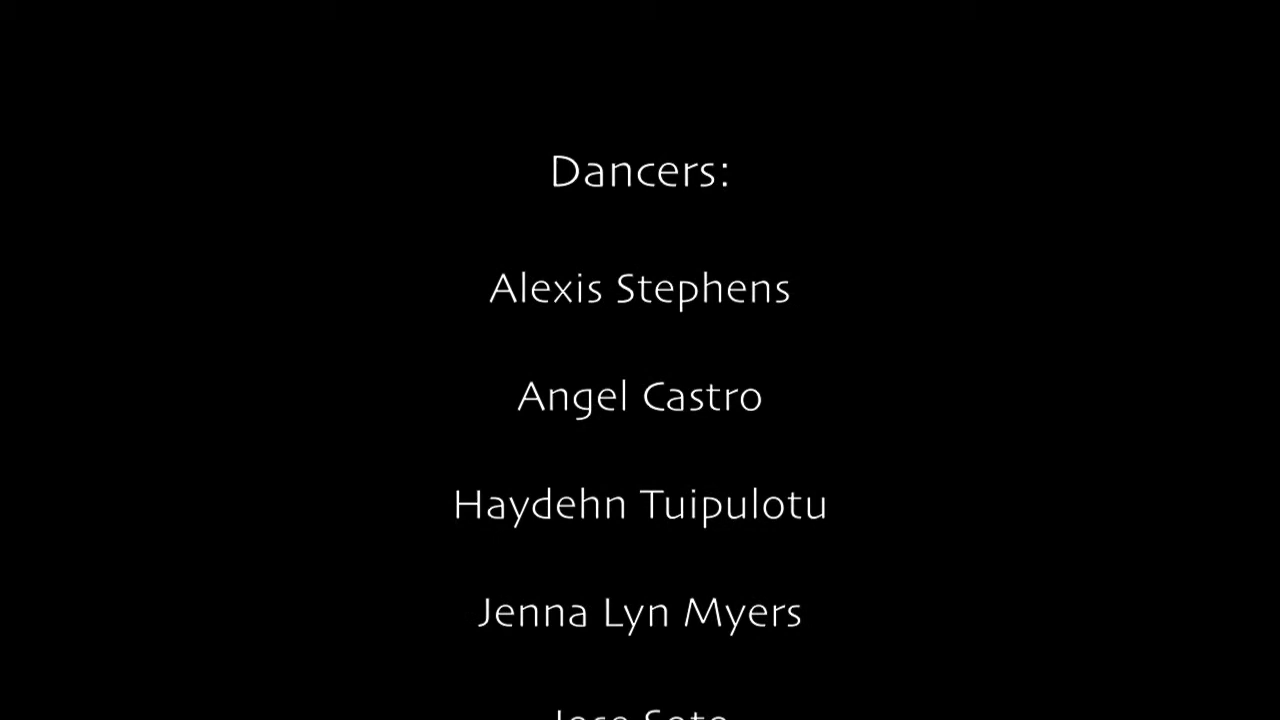 Dancers:
Alexis Stephens
Angel Castro
Haydehn Tuipulotu
Jenna Lyn Myers